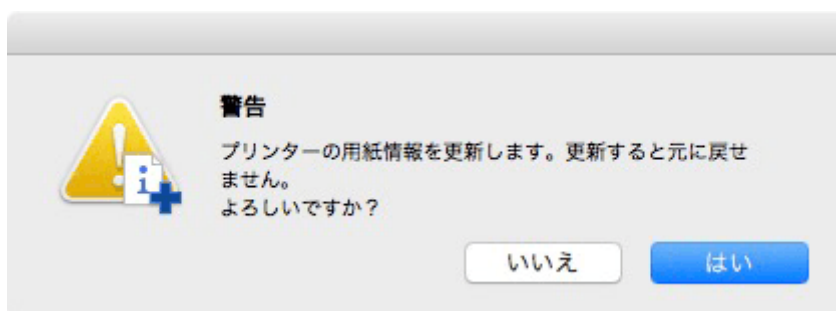 警告
プリンターの用紙情報を更新します。更新すると元に戻せ
ません。
よろしいですか？
いいえ
はい